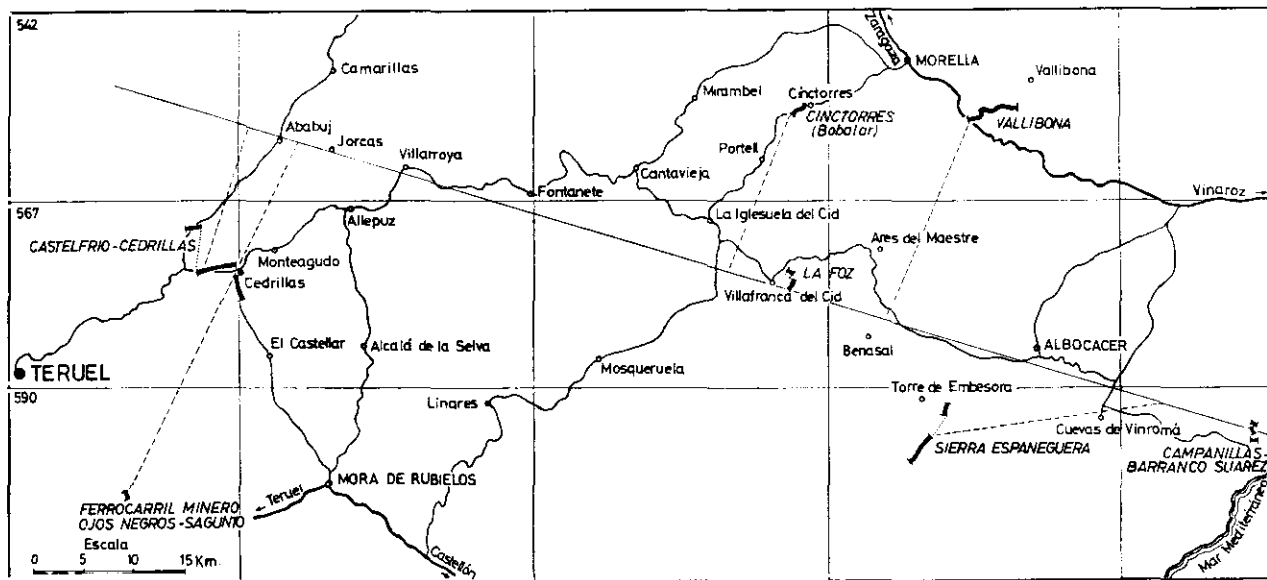 542
Zaragoza
MORELLA
Camarillas
Vallibona
Mirambel
Cinctorres
CINCTORRES
(Bobalar)
VALLIBONA
Ababuj
Jorcas
Villarroya
Portell
Cantavieja
Fontanete
Vinaroz
567
Allepuz
La Iglesuela del Cid
CASTELFRIO-CEDRILLAS
Monteagudo
Ares del Maestre
Cedrillas
LA FOZ
Villafranca del Cid
El Castellar
Alcalá de la Selva
Benasal
ALBOCACER
TERUEL
Mosqueruela
590
Linares
Torre de Embesora
Cuevas de Vinromá
SIERRA ESPANEGUERA
CAMPANILLAS-
BARRANCO SUAREZ
MORA DE RUBIELOS
Teruel
FERROCARRIL MINERO
OJOS NEGROS-SAGUNTO
Escala
0 5 10 15 Km.
Castellón
Mar Mediterráneo